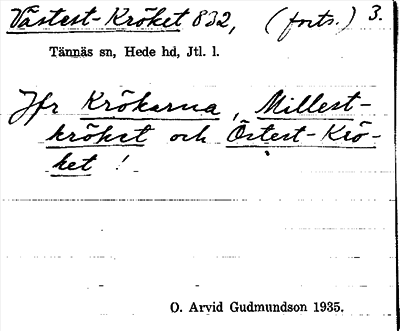 Västest-Kröket 832, (forts.) 3.
Tännäs sn, Hede hd, Jtl. l.
Jfr Krökarna, Millest-
kröket och Östest-Krö-
ket!
O. Arvid Gudmundson 1935.